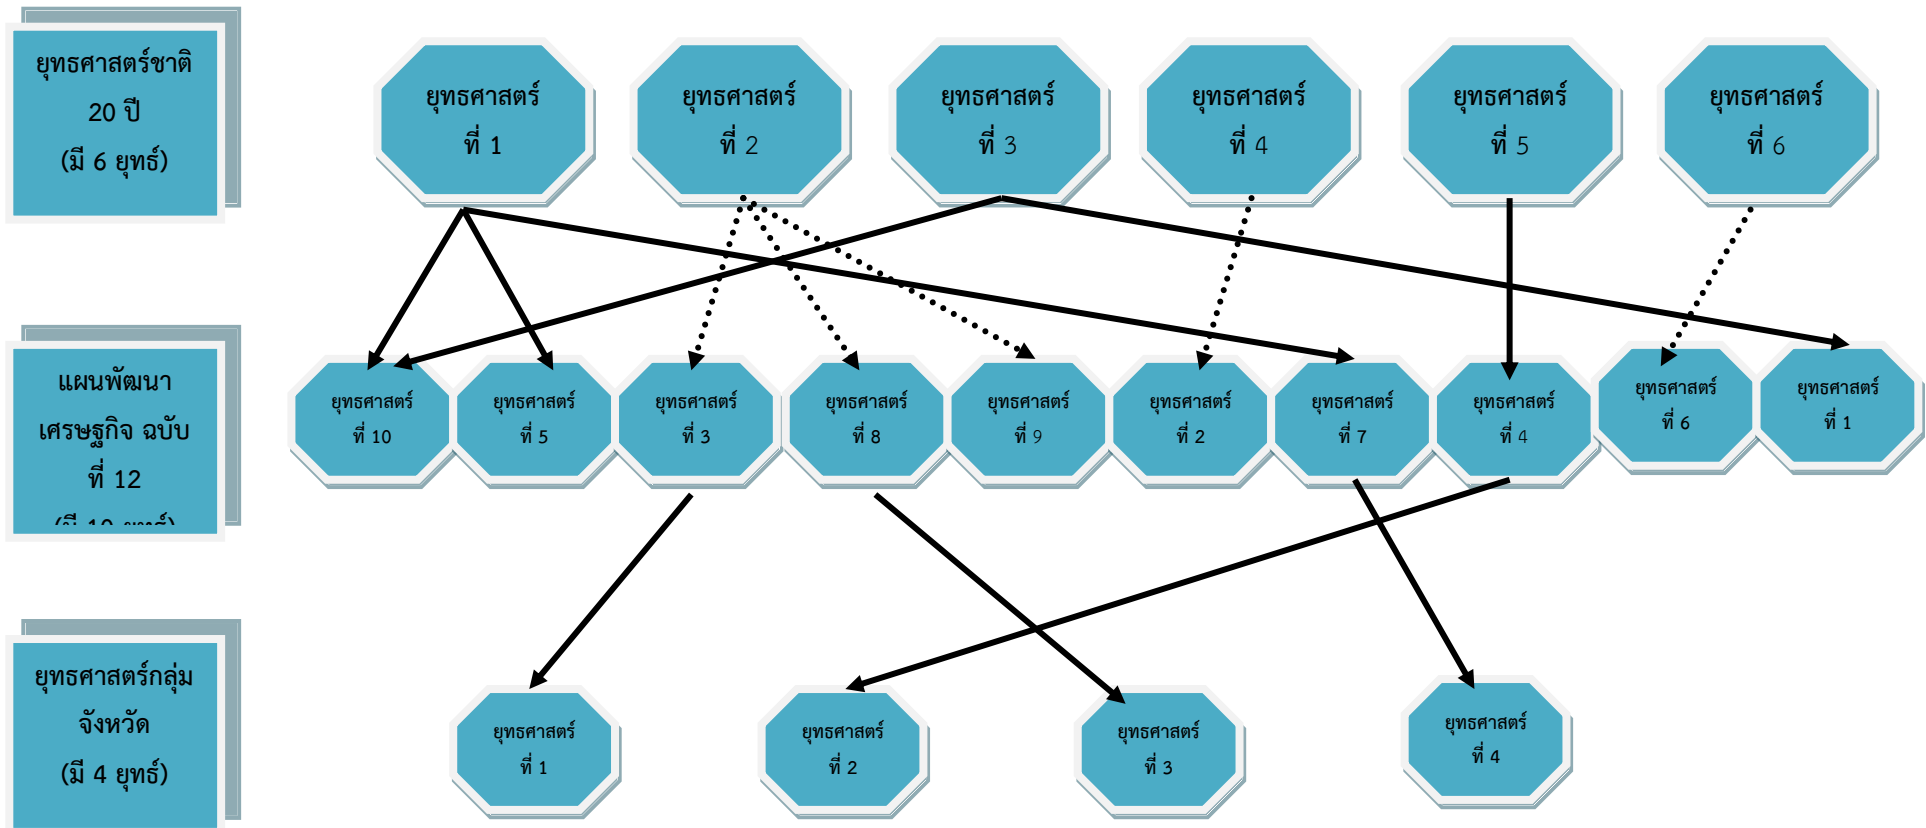 ยุทธศาสตร์ชาติ
20 ปี
(มี 6 ยุทธ์)
ยุทธศาสตร์
ที่ 1
ยุทธศาสตร์
ที่ 2
ยุทธศาสตร์
ที่ 3
ยุทธศาสตร์
ที่ 4
ยุทธศาสตร์
ที่ 5
ยุทธศาสตร์
ที่ 6
แผนพัฒนา
เศรษฐกิจ ฉบับ
ที่ 12
(มี 10 ยุทธ์)
ยุทธศาสตร์
ที่ 10
ยุทธศาสตร์
ที่ 5
ยุทธศาสตร์
ที่ 3
ยุทธศาสตร์
ที่ 8
ยุทธศาสตร์
ที่ 9
ยุทธศาสตร์
ที่ 2
ยุทธศาสตร์
ที่ 7
ยุทธศาสตร์
ที่ 4
ยุทธศาสตร์
ที่ 6
ยุทธศาสตร์
ที่ 1
ยุทธศาสตร์กลุ่ม
จังหวัด
(มี 4 ยุทธ์)
ยุทธศาสตร์
ที่ 1
ยุทธศาสตร์
ที่ 2
ยุทธศาสตร์
ที่ 3
ยุทธศาสตร์
ที่ 4